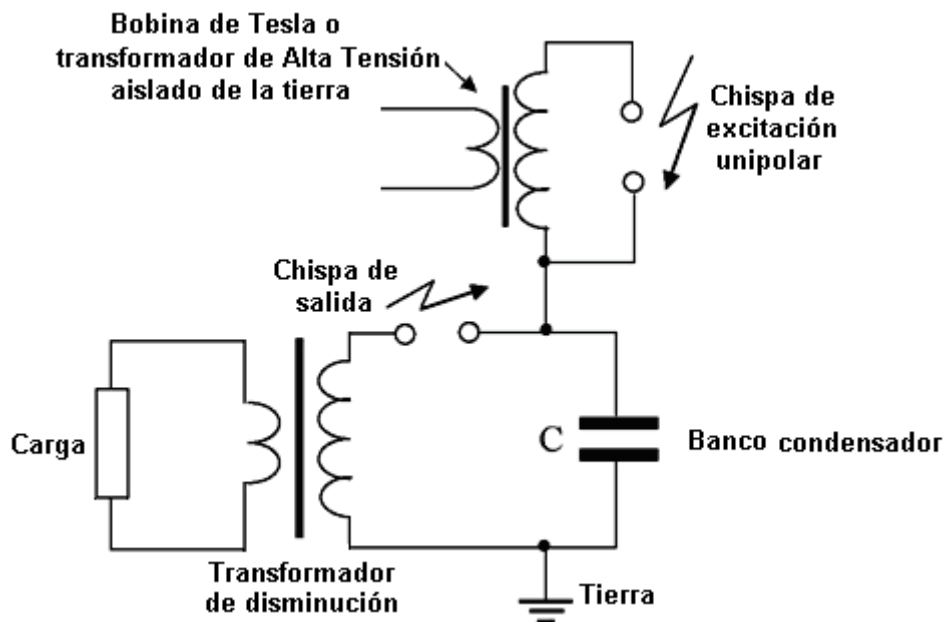 Bobina de Tesla o
transformador de Alta Tensión
aislado de la tierra
Chispa de
excitación
unipolar
Chispa de
salida
Carga
C
Banco condensador
Transformador
de disminución
Tierra